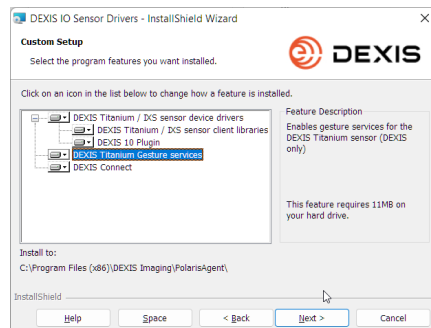 DEXIS IO Sensor Drivers - InstallShield Wizard
Custom Setup
Select the program features you want installed.
DEXIS
Click on an icon in the list below to change how a feature is installed.
DEXIS Titanium / IXS sensor device drivers
DEXIS Titanium / IXS sensor client libraries
DEXIS 10 Plugin
DEXIS Titanium Gesture services
DEXIS Connect
Feature Description
Enables gesture services for the
DEXIS Titanium sensor (DEXIS
only)
This feature requires 11MB on
your hard drive.
Install to:
C:\Program Files (x86)\DEXIS Imaging\PolarisAgent\
InstallShield
Help
Space
< Back
Next >
Cancel